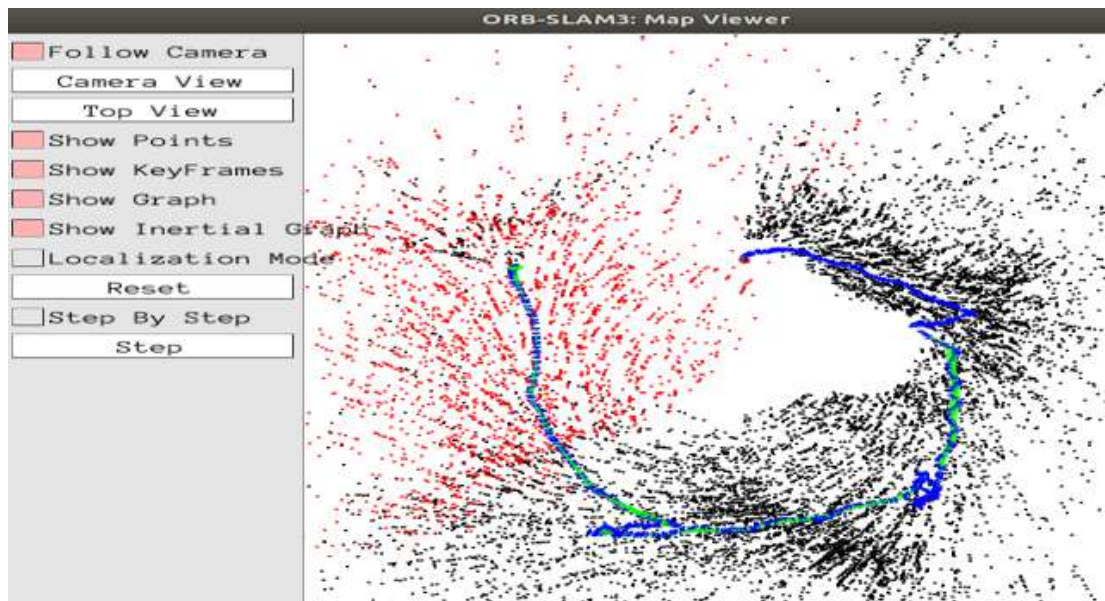 ORB-SLAM3: Map Viewer
Follow Camera
Camera View
Top View
Show Points
Show KeyFrames
Show Graph
Show Inertial Graph
Localization Mode
Reset
Step By Step
Step